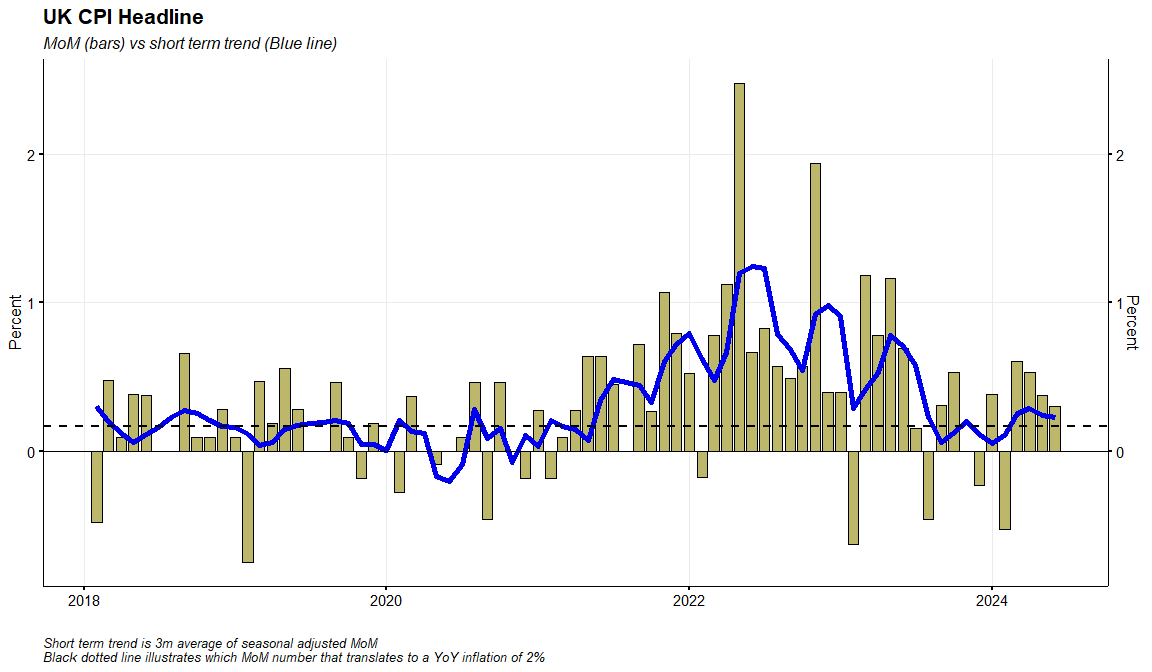 UK CPI Headline
MoM (bars) vs short term trend (Blue line)
2
1
0
Percent
2
1
0
Percent
2018 2020 2022 2024
Short term trend is 3m average of seasonal adjusted MoM
Black dotted line illustrates which MoM number that translates to a YoY inflation of 2%